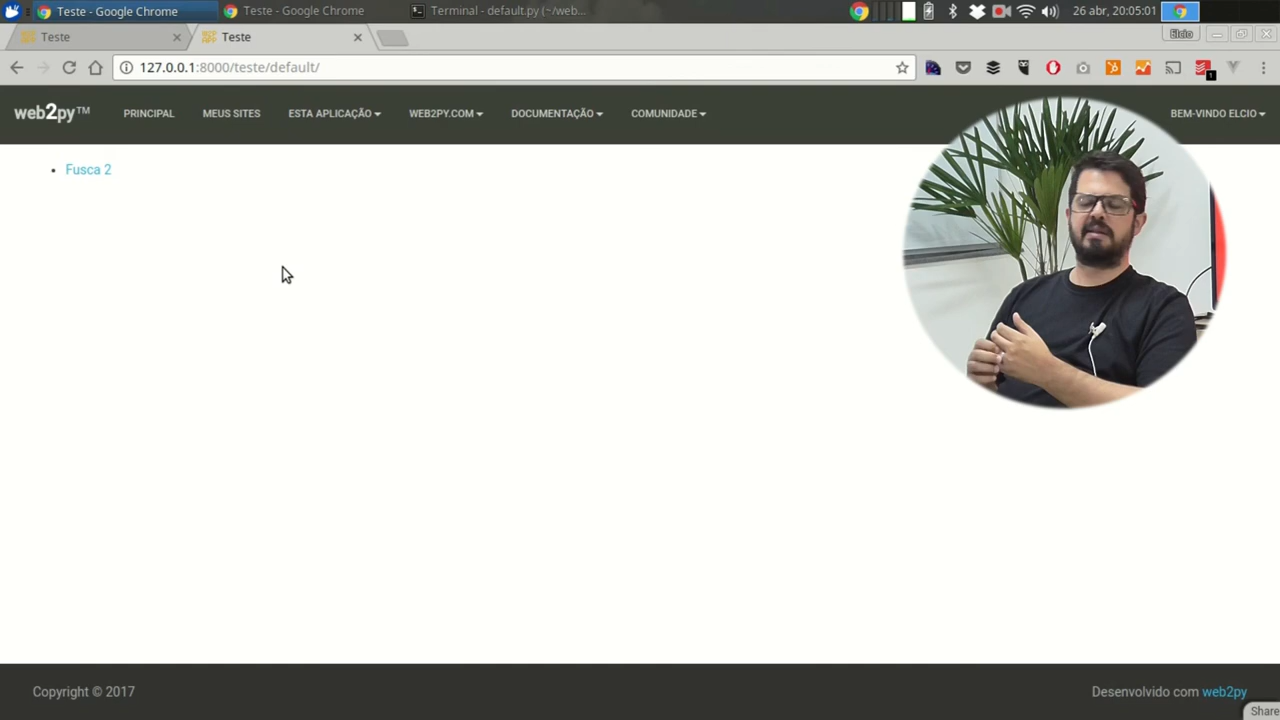 Teste - Google Chrome
Teste - Google Chrome
Terminal - default.py (~/web...
26 abr, 20:05:01
Teste
Teste
Elcio
127.0.0.1:8000/teste/default/
1
web2py™
PRINCIPAL
MEUS SITES
ESTA APLICAÇÃO
WEB2PY.COM
DOCUMENTAÇÃO
COMUNIDADE
BEM-VINDO ELCIO
Fusca 2
Copyright © 2017
Desenvolvido com web2py
Share